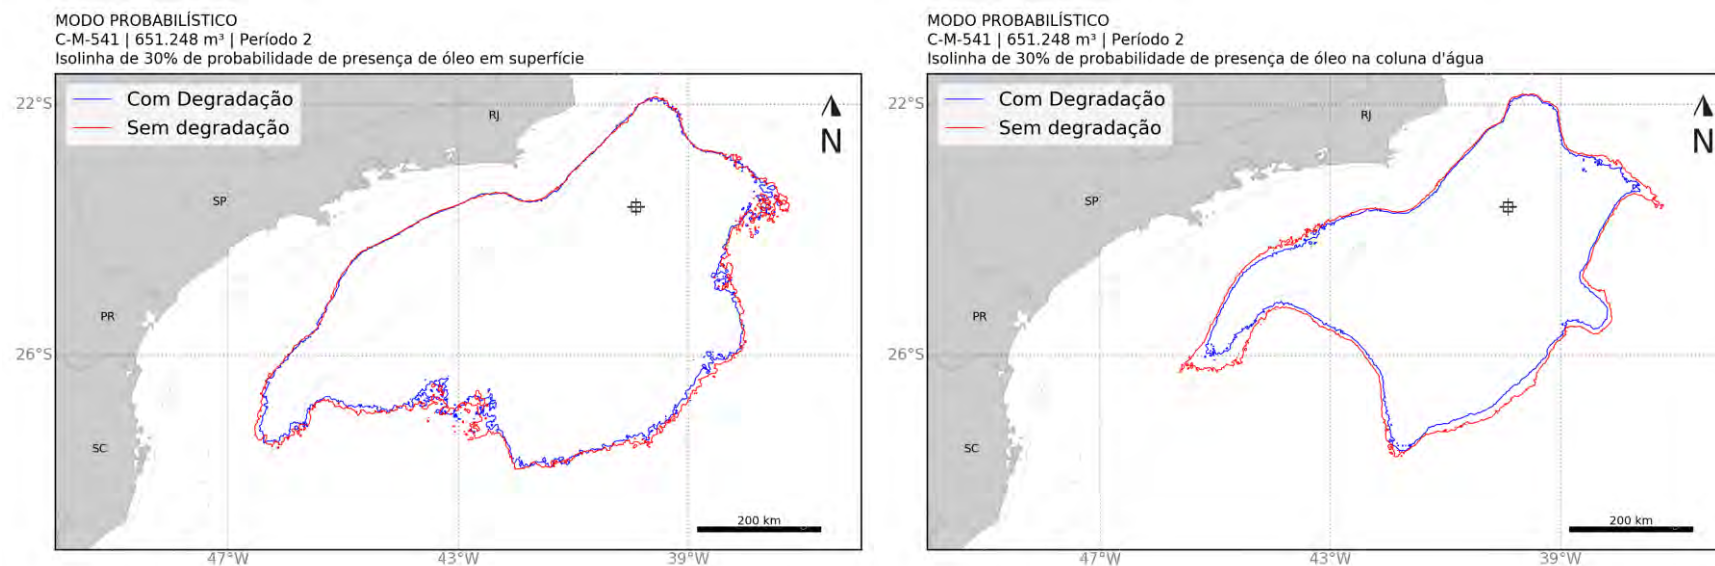 MODO PROBABILÍSTICO
C-M-541 | 651.248 m³ | Período 2
Isolinha de 30% de probabilidade de presença de óleo em superfície
Com Degradação
Sem degradação
22°S
26°S
RJ
SP
PR
SC
N
200 km
47°W
43°W
39°W
MODO PROBABILÍSTICO
C-M-541 | 651.248 m³ | Período 2
Isolinha de 30% de probabilidade de presença de óleo na coluna d'água
Com Degradação
Sem degradação
22°S
26°S
RJ
SP
PR
SC
N
200 km
47°W
43°W
39°W